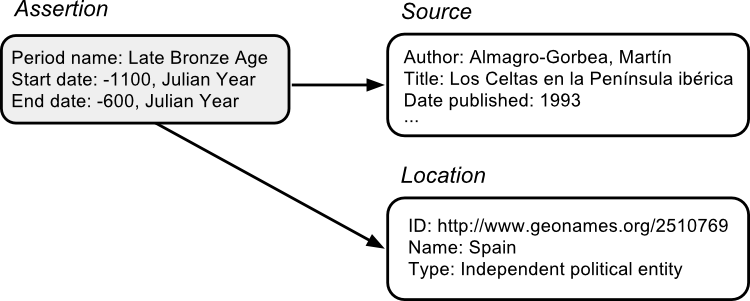 Assertion
Period name: Late Bronze Age
Start date: -1100, Julian Year
End date: -600, Julian Year
Source
Author: Almagro-Gorbea, Martín
Title: Los Celtas en la Península ibérica
Date published: 1993
...
Location
ID: http://www.geonames.org/2510769
Name: Spain
Type: Independent political entity